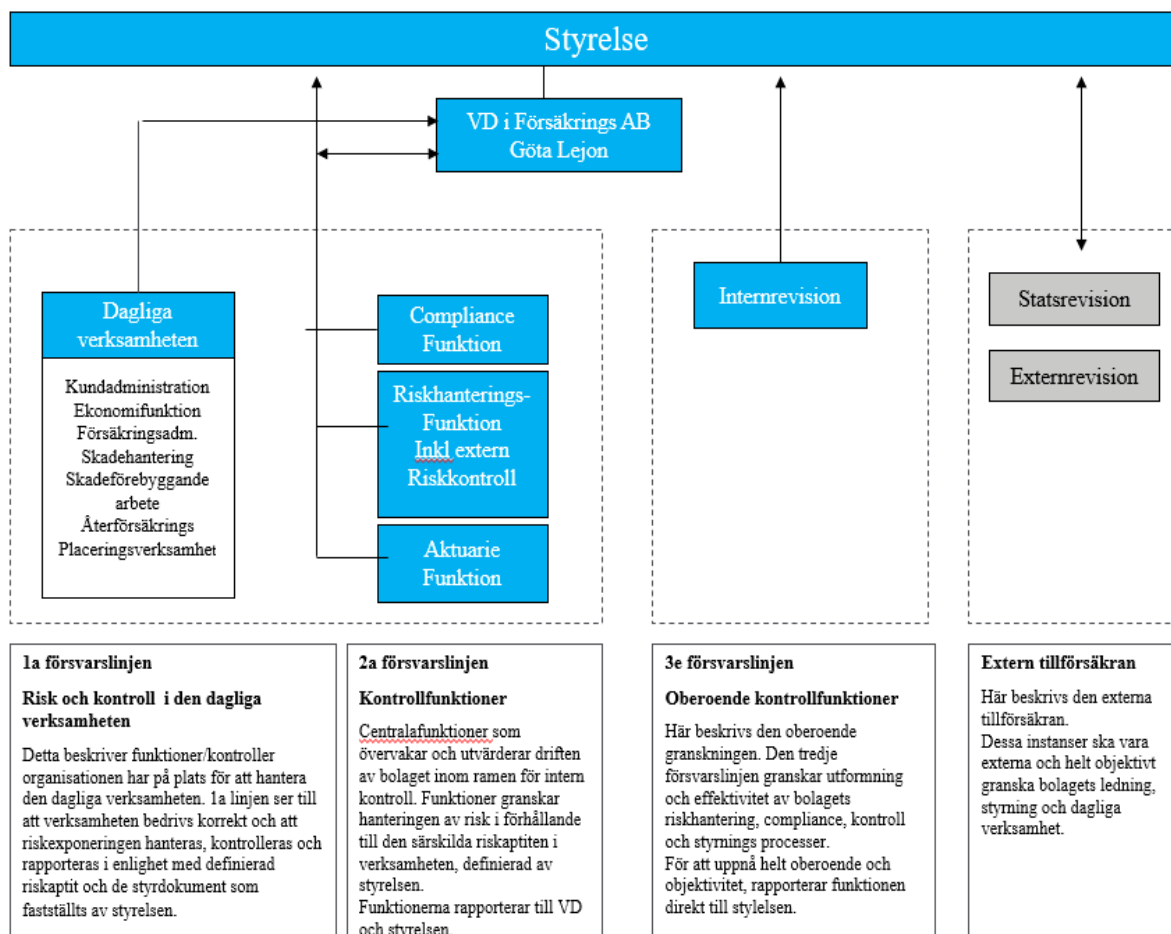 Styrelse
VD i Försäkrings AB
Göta Lejon
Dagliga
verksamheten
Kundadministration
Ekonomifunktion
Försäkringsadm.
Skadehantering
Skadeförebyggande
arbete
Återförsäkrings
Placeringsverksamhet
Compliance
Funktion
Riskhanterings-
Funktion
Inkl extern
Riskkontroll
Aktuarie
Funktion
Internrevision
Statsrevision
Externrevision
1a försvarslinjen
Risk och kontroll i den dagliga
verksamheten
Detta beskriver funktioner/kontroller
organisationen har på plats för att hantera
den dagliga verksamheten. 1a linjen ser till
att verksamheten bedrivs korrekt och att
riskexponeringen hanteras, kontrolleras och
rapporteras i enlighet med definierad
riskaptit och de styrdokument som
fastställts av styrelsen.
2a försvarslinjen
Kontrollfunktioner
Centralafunktioner som
övervakar och utvärderar driften
av bolaget inom ramen för intern
kontroll. Funktioner granskar
hanteringen av risk i förhållande
till den särskilda riskaptiten i
verksamheten, definierad av
styrelsen.
Funktionerna rapporterar till VD
och styrelsen.
3e försvarslinjen
Oberoende kontrollfunktioner
Här beskrivs den oberoende
granskningen. Den tredje
försvarslinjen granskar utformning
och effektivitet av bolagets
riskhantering, compliance, kontroll
och styrnings processer.
För att uppnå helt oberoende och
objektivitet, rapporterar funktionen
direkt till stylelsen.
Extern tillförsäkran
Här beskrivs den externa
tillförsäkran.
Dessa instanser ska vara
externa och helt objektivt
granska bolagets ledning,
styrning och dagliga
verksamhet.